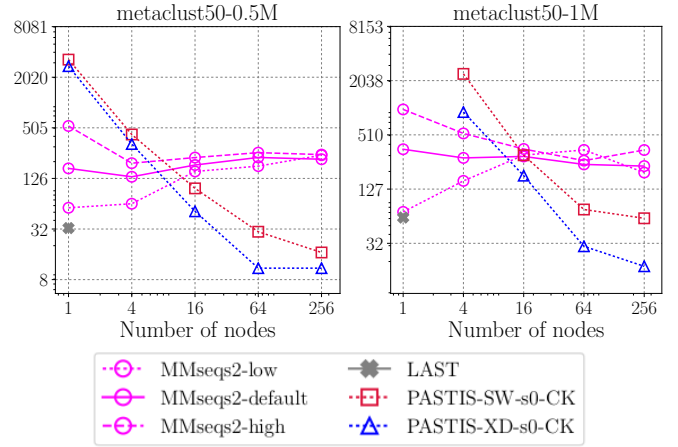 metaclust50-0.5M
8081
2020
505
126
32
8
1 4 16 64 256
Number of nodes
metaclust50-1M
8153
2038
510
127
32
1 4 16 64 256
Number of nodes
MMseqs2-low
MMseqs2-default
MMseqs2-high
LAST
PASTIS-SW-s0-CK
PASTIS-XD-s0-CK